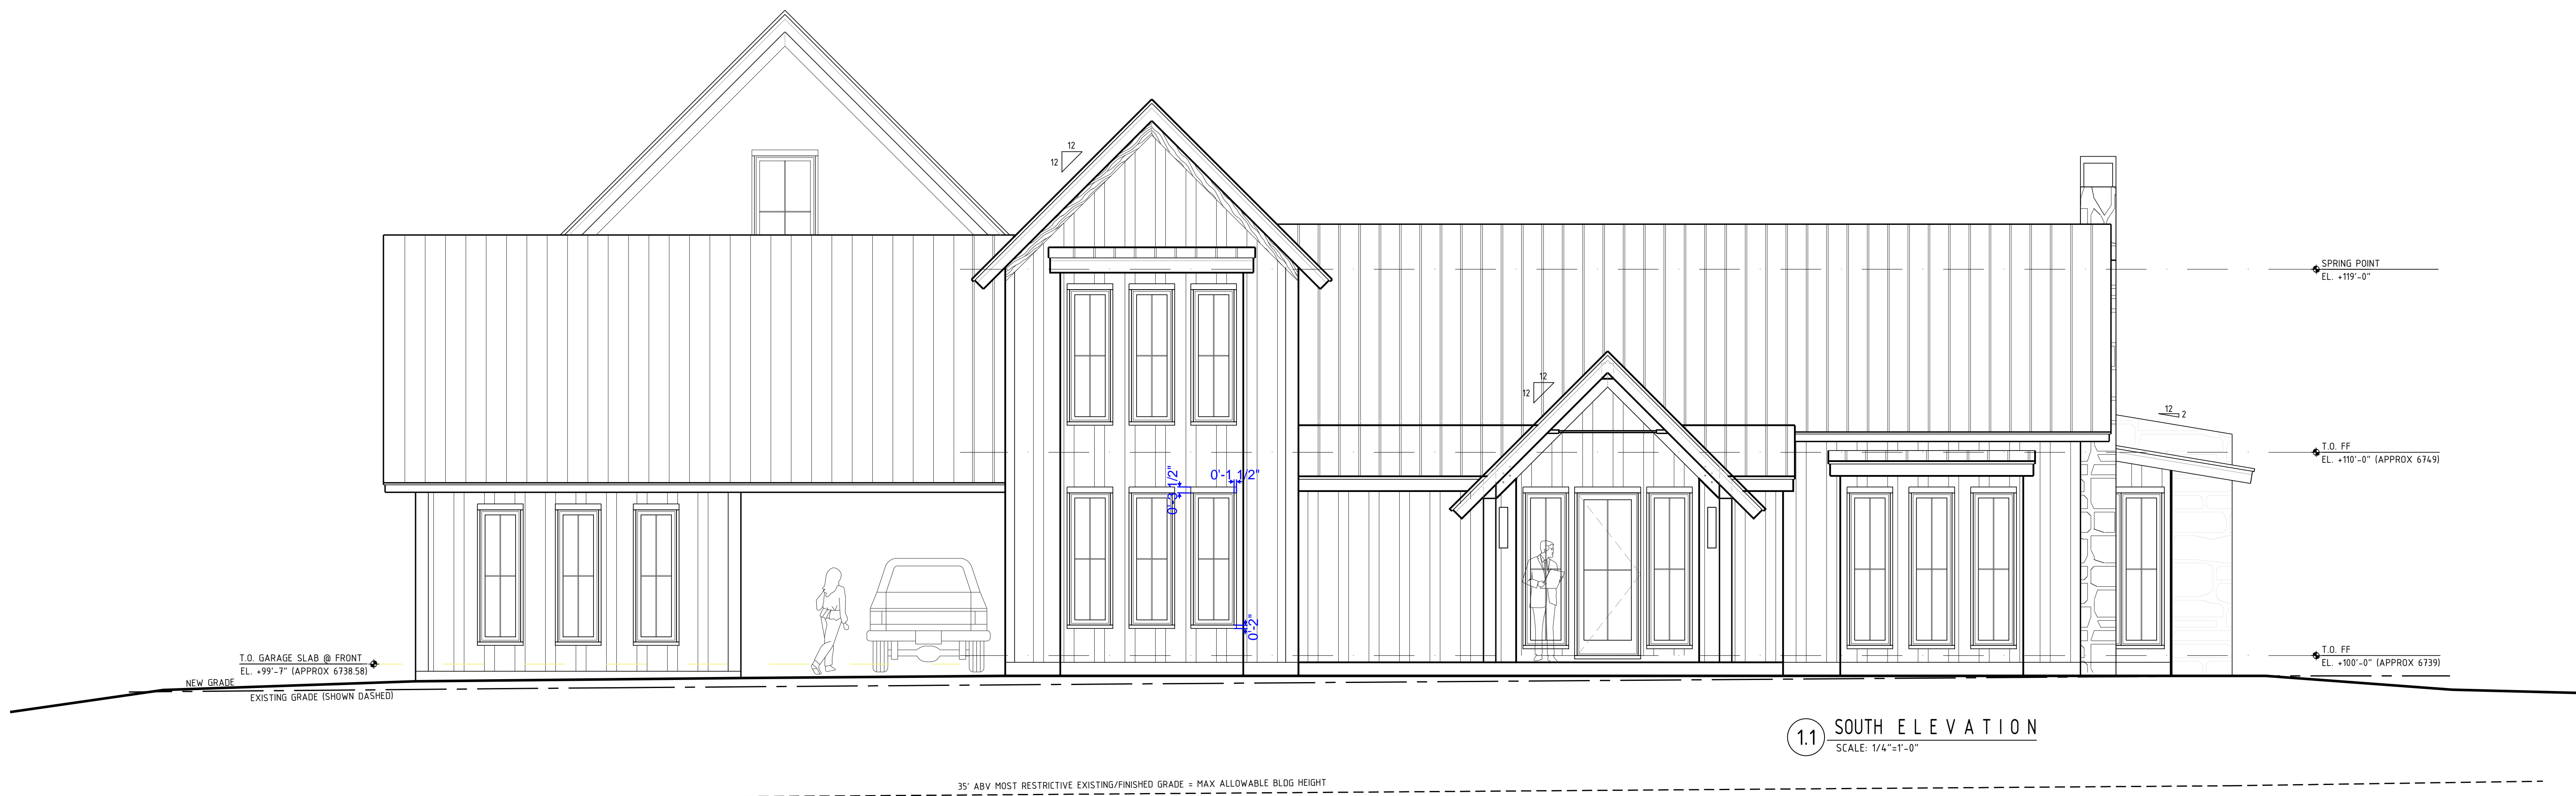 12
12
SPRING POINT
EL. +119'-0"
12
12
12
2
T.O. FF
EL. +110'-0" (APPROX 6749)
0'-3 1/2"
0'-1 1/2"
0'-2"
T.O. GARAGE SLAB @ FRONT
EL. +99'-7" (APPROX 6738.58)
T.O. FF
EL. +100'-0" (APPROX 6739)
NEW GRADE
EXISTING GRADE (SHOWN DASHED)
1.1 SOUTH ELEVATION
SCALE: 1/4"=1'-0"
35' ABV MOST RESTRICTIVE EXISTING/FINISHED GRADE = MAX ALLOWABLE BLDG HEIGHT